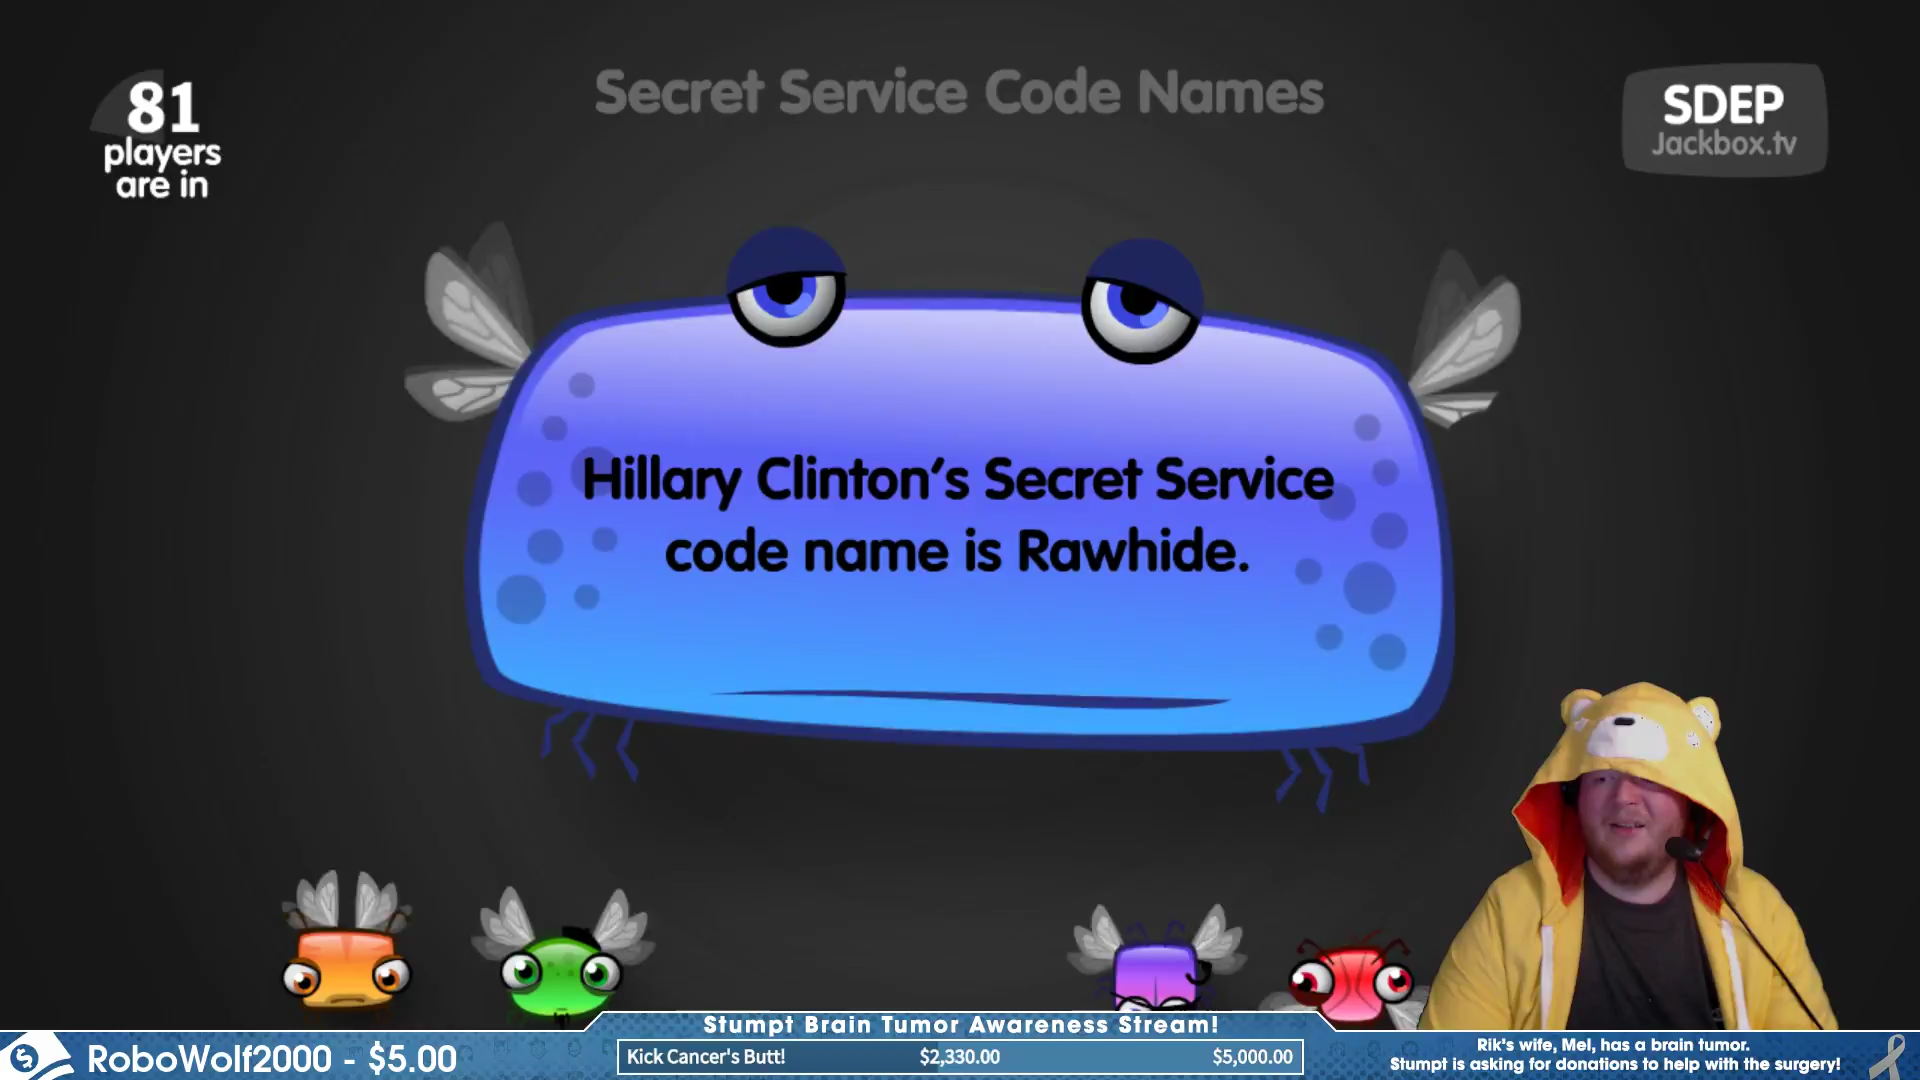 81
players
are in
Secret Service Code Names
SDEP
Jackbox.tv
Hillary Clinton's Secret Service
code name is Rawhide.
Stumpt Brain Tumor Awareness Stream!
RoboWolf2000 - $5.00
Kick Cancer's Butt! $2,330.00 $5,000.00
Rik's wife, Mel, has a brain tumor.
Stumpt is asking for donations to help with the surgery!